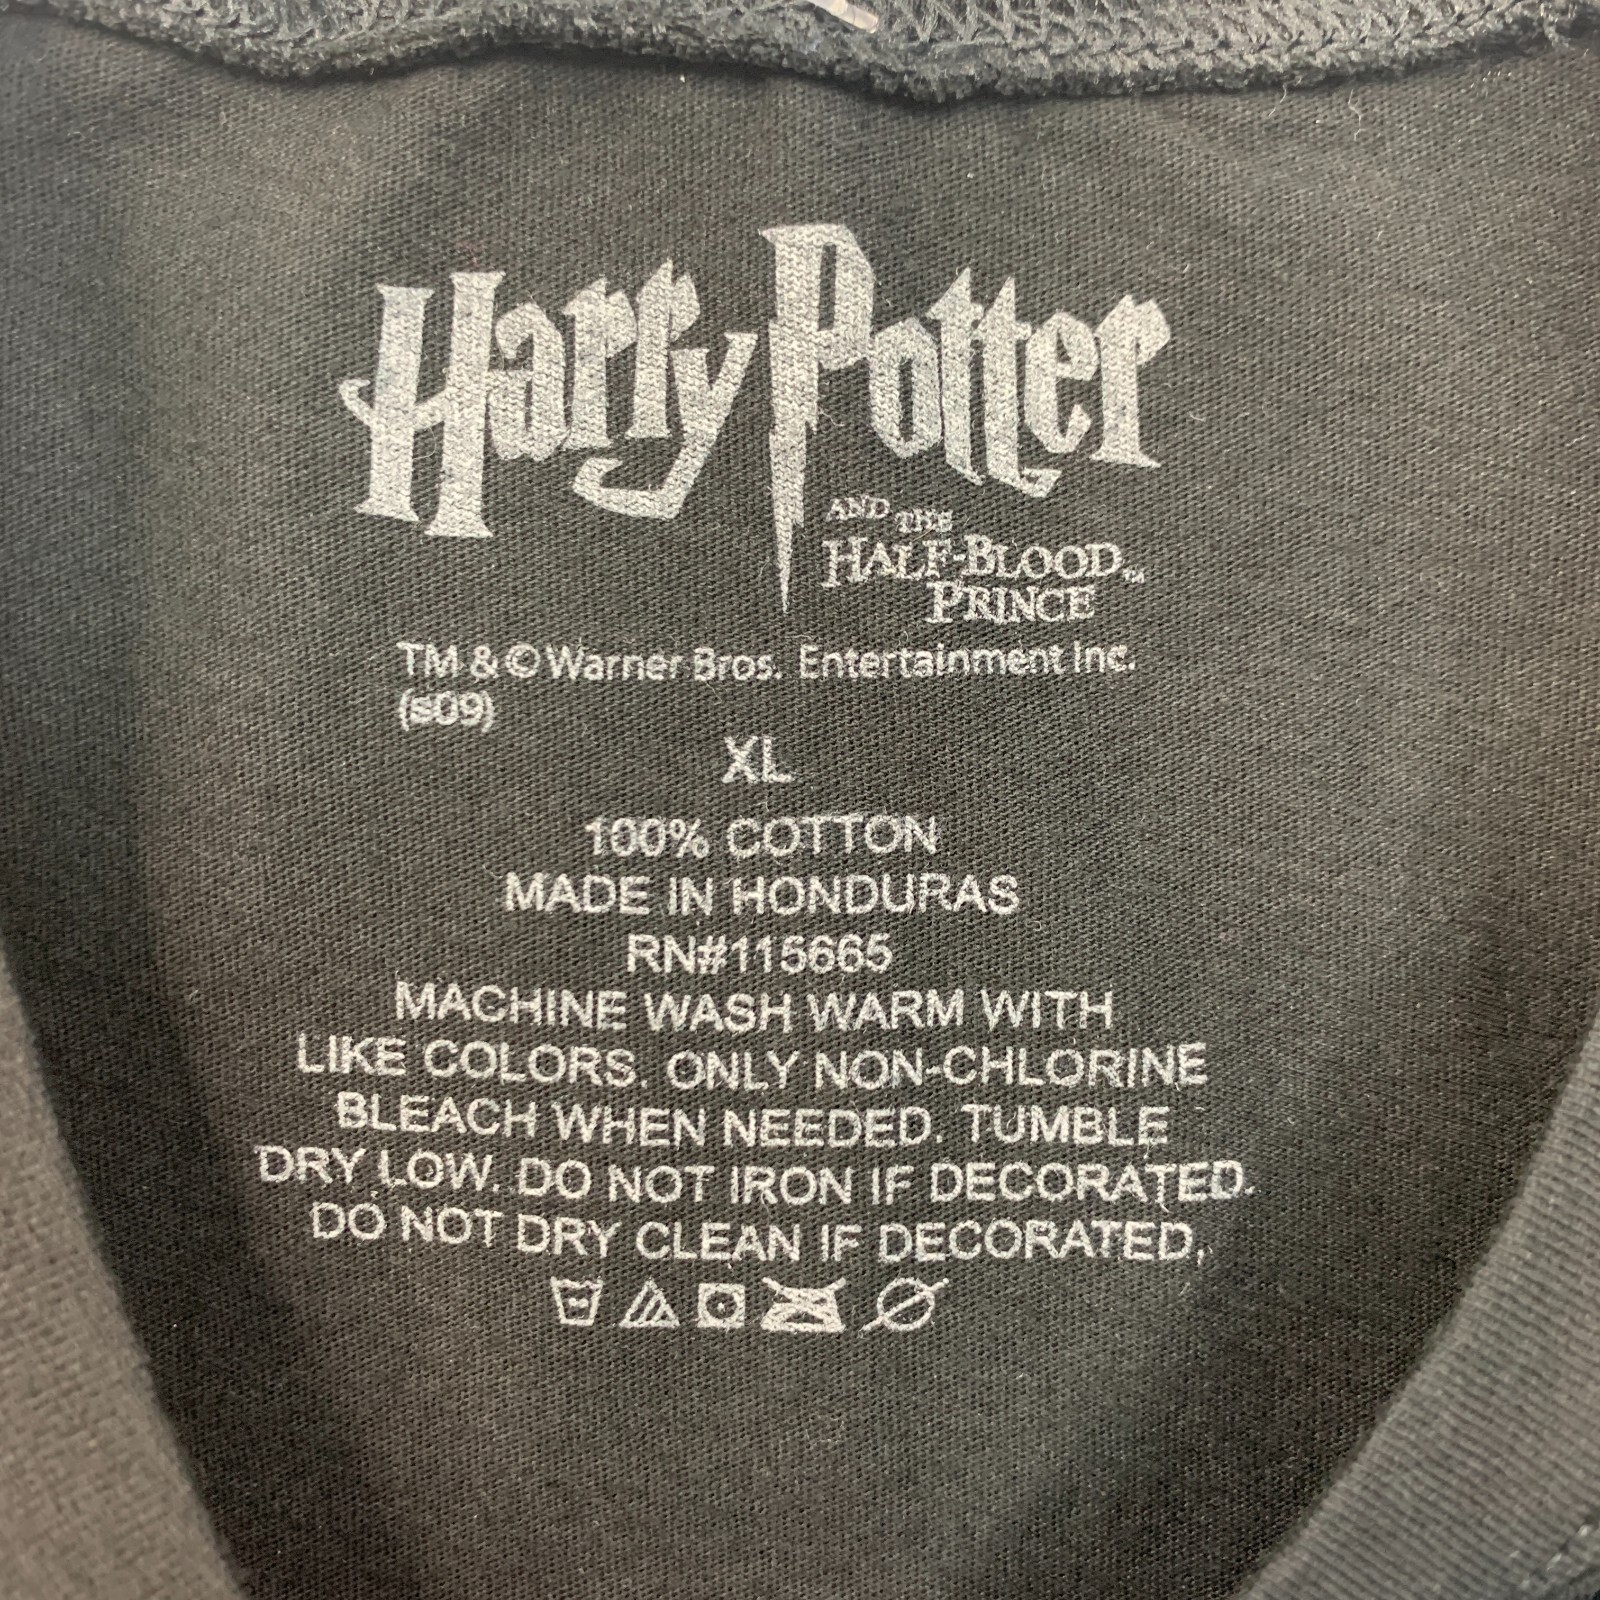 Harry Potter
AND THE
HALF-BLOOD™
PRINCE
TM & © Warner Bros. Entertainment Inc.
(s09)
XL
100% COTTON
MADE IN HONDURAS
RN#115665
MACHINE WASH WARM WITH
LIKE COLORS. ONLY NON-CHLORINE
BLEACH WHEN NEEDED. TUMBLE
DRY LOW. DO NOT IRON IF DECORATED.
DO NOT DRY CLEAN IF DECORATED.